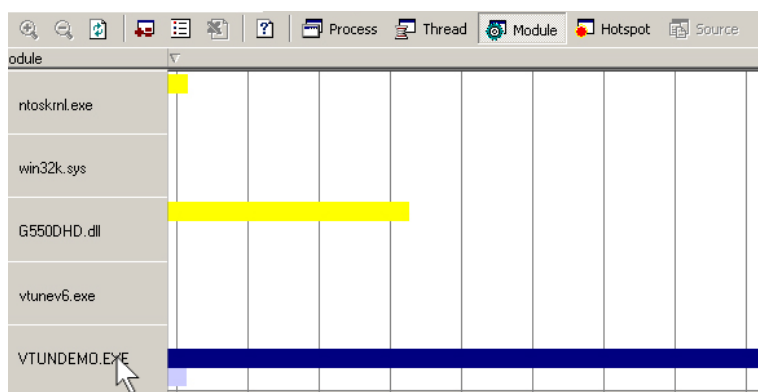 Process Thread Module Hotspot Source
odule
ntoskrnl.exe
win32k.sys
G550DHD.dll
vtunev6.exe
VTUNDEMO.EXE